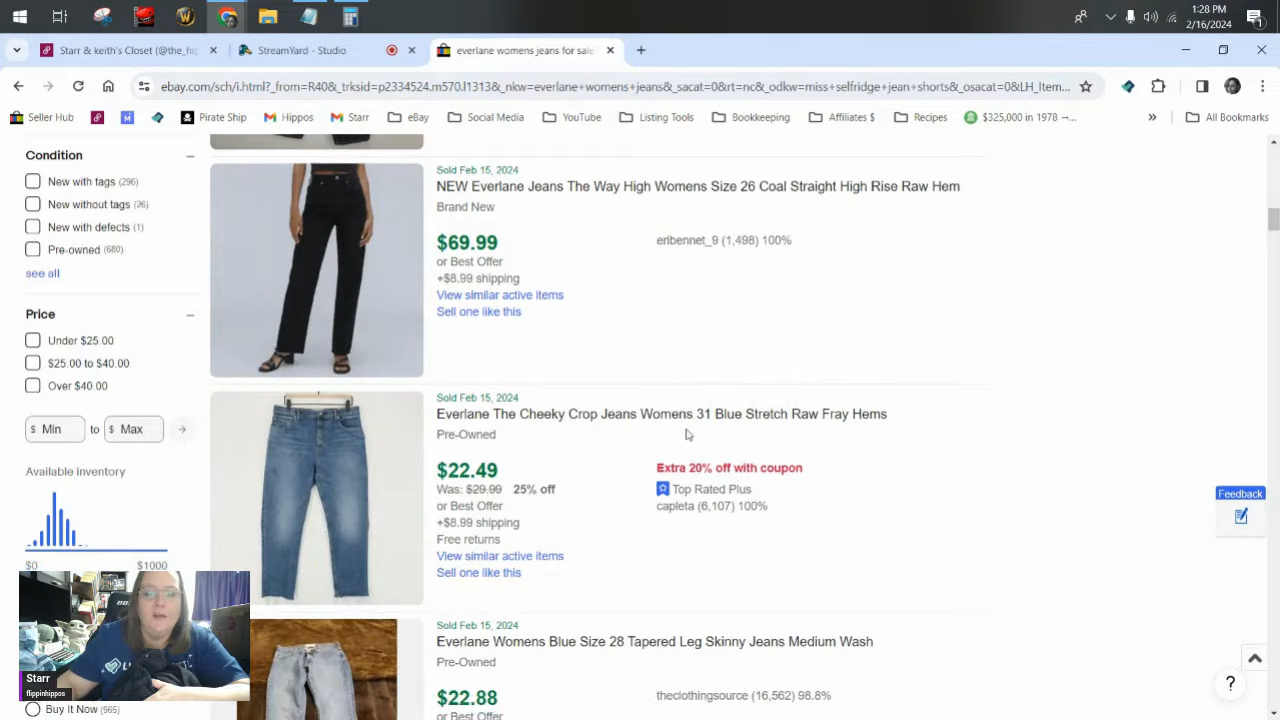 1:28 PM
2/16/2024
Starr & keith's Closet (@the_hip
StreamYard - Studio
everlane womens jeans for sale
ebay.com/sch/i.html?_from=R40&_trksid=p2334524.m570.l1313&_nkw=everlane+womens+jeans&_sacat=0&rt=nc&_odkw=miss+selfridge+jean+shorts&_osacat=0&LH_Item...
Seller Hub
Pirate Ship
Hippos
Starr
eBay
Social Media
YouTube
Listing Tools
Bookkeeping
Affiliates $
Recipes
$325,000 in 1978 →...
All Bookmarks
Condition
New with tags (296)
New without tags (26)
New with defects (1)
Pre-owned (680)
see all
Price
Under $25.00
$25.00 to $40.00
Over $40.00
$ Min to $ Max
Available inventory
$0 $1000
Buy It Now (965)
Sold Feb 15, 2024
NEW Everlane Jeans The Way High Womens Size 26 Coal Straight High Rise Raw Hem
Brand New
$69.99
eribennet_9 (1,498) 100%
or Best Offer
+$8.99 shipping
View similar active items
Sell one like this
Sold Feb 15, 2024
Everlane The Cheeky Crop Jeans Womens 31 Blue Stretch Raw Fray Hems
Pre-Owned
$22.49
Extra 20% off with coupon
Was: $29.99 25% off
Top Rated Plus
or Best Offer
capleta (6,107) 100%
+$8.99 shipping
Free returns
View similar active items
Sell one like this
Sold Feb 15, 2024
Everlane Womens Blue Size 28 Tapered Leg Skinny Jeans Medium Wash
Pre-Owned
$22.88
theclothingsource (16,562) 98.8%
or Best Offer
Feedback
Starr
flippinhippos